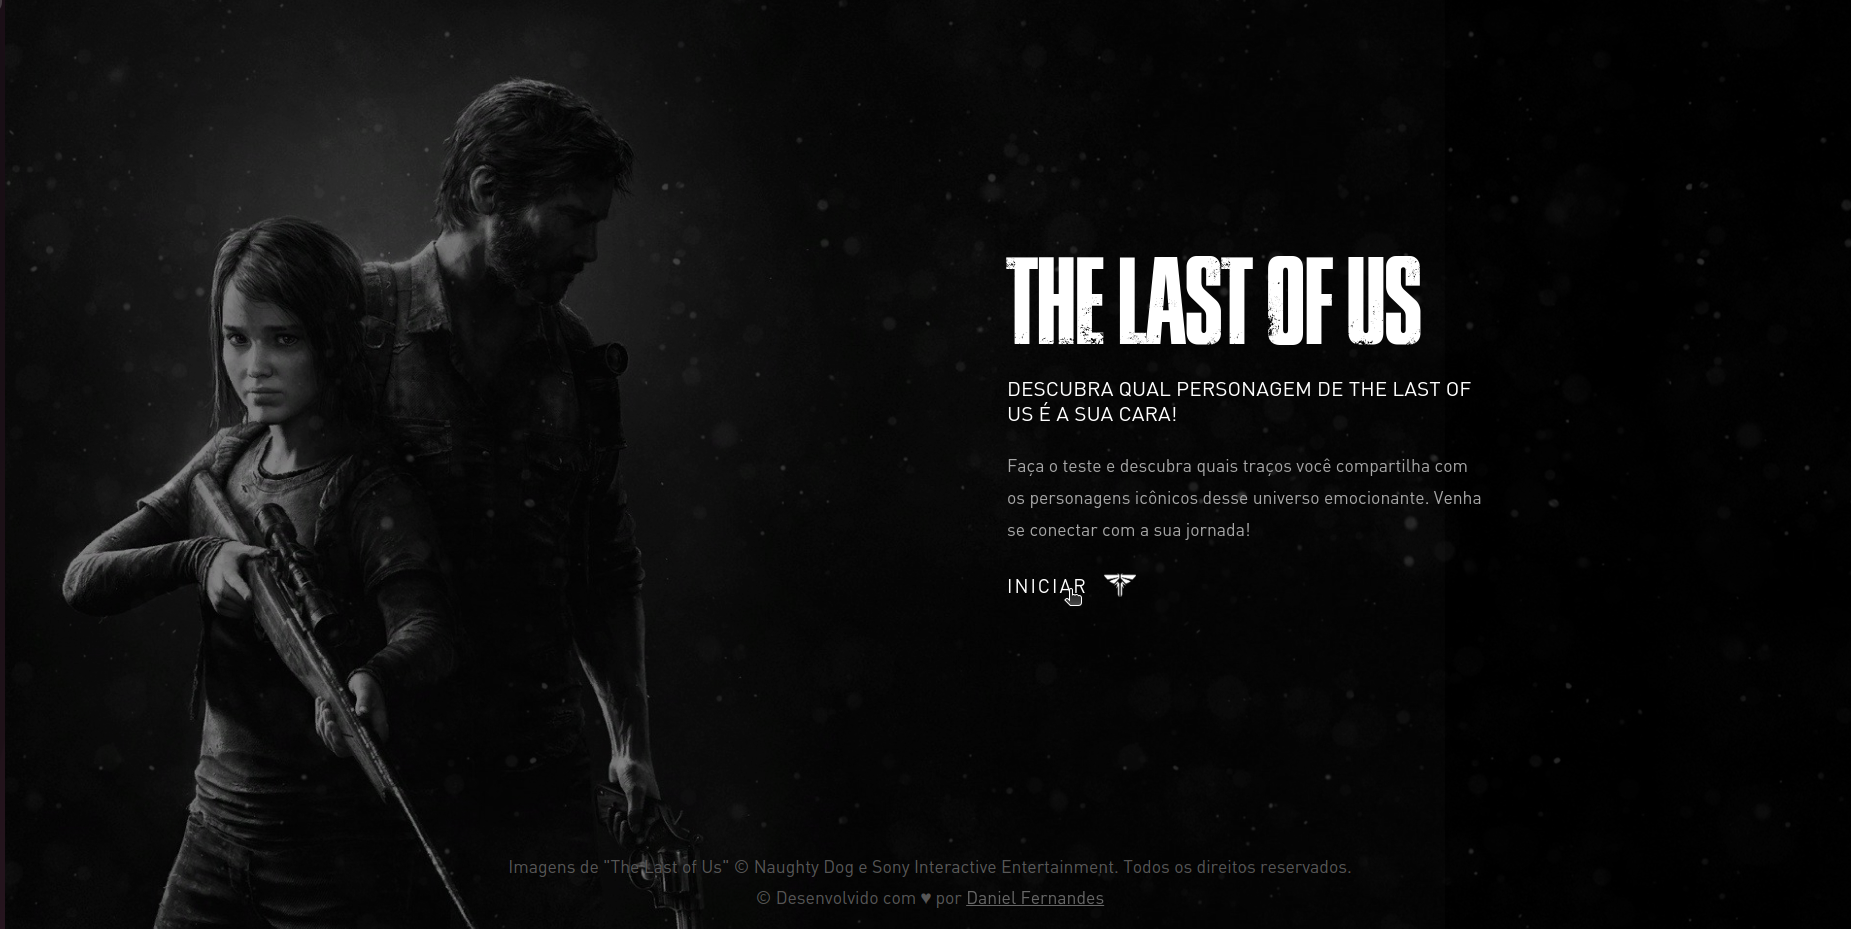 THE LAST OF US
DESCUBRA QUAL PERSONAGEM DE THE LAST OF
US É A SUA CARA!
Faça o teste e descubra quais traços você compartilha com
os personagens icônicos desse universo emocionante. Venha
se conectar com a sua jornada!
INICIAR
Imagens de "The Last of Us" © Naughty Dog e Sony Interactive Entertainment. Todos os direitos reservados.
© Desenvolvido com ♥ por Daniel Fernandes